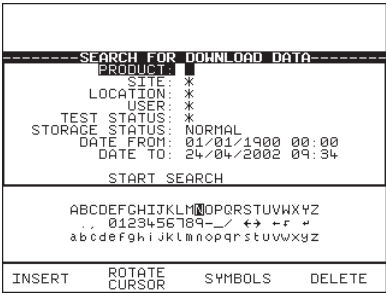 --------SEARCH FOR DOWNLOAD DATA--------
PRODUCT:
SITE: *
LOCATION: *
USER: *
TEST STATUS: *
STORAGE STATUS: NORMAL
DATE FROM: 01/01/1900 00:00
DATE TO: 24/04/2002 09:34
START SEARCH
ABCDEFGHIJKLMNOPQRSTUVWXYZ
., 0123456789-_/ ↔ ←r ↵
abcdefghijklmnopqrstuvwxyz
INSERT ROTATE CURSOR SYMBOLS DELETE